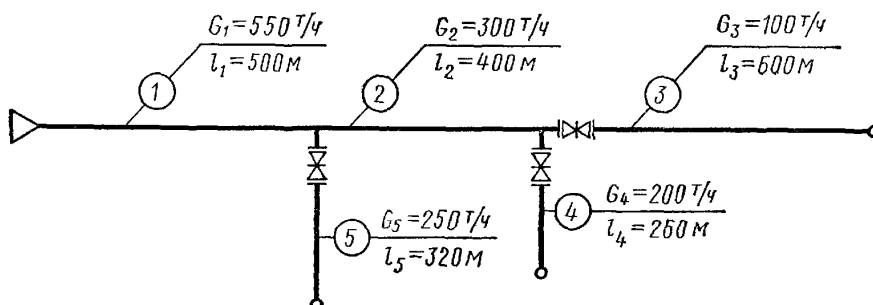 G₁=550 т/ч
l₁=500 м
1
G₂=300 т/ч
l₂=400 м
2
G₃=100 т/ч
l₃=600 м
3
G₅=250 т/ч
l₅=320 м
5
G₄=200 т/ч
l₄=260 м
4